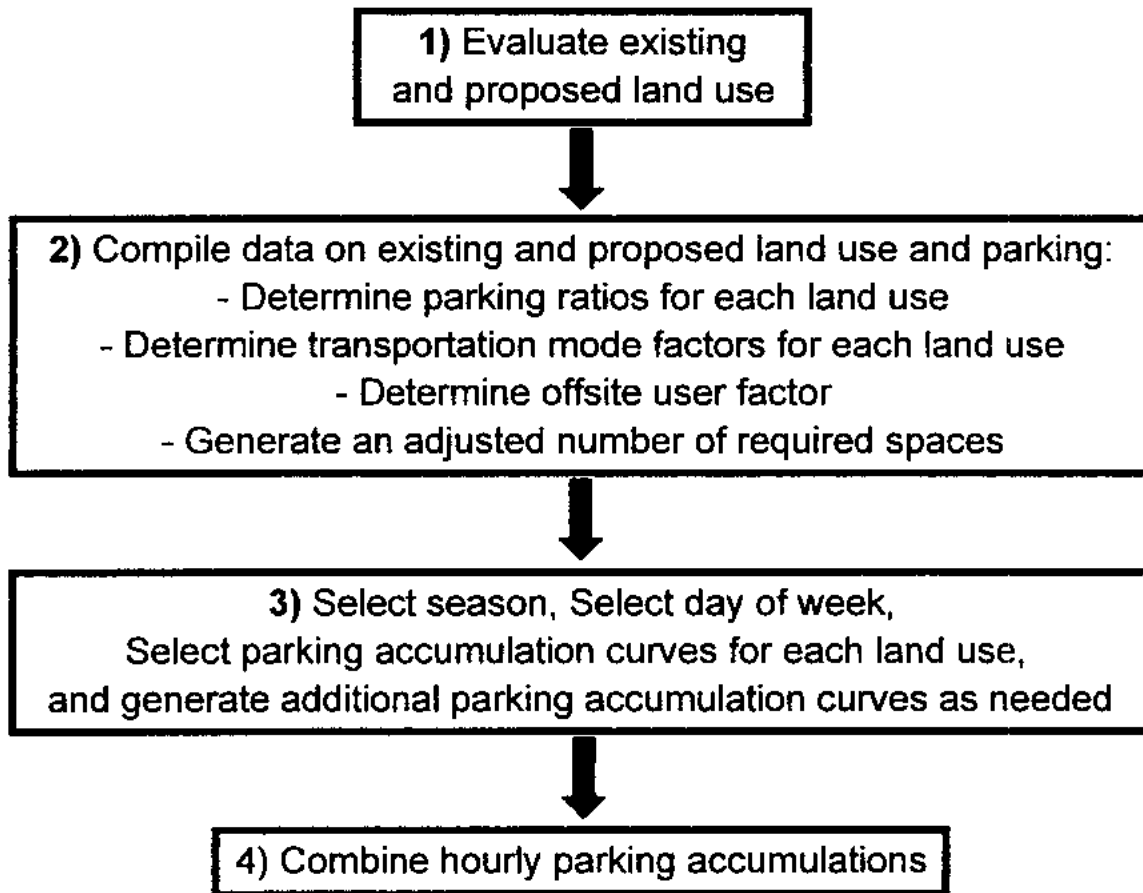 1) Evaluate existing
and proposed land use
2) Compile data on existing and proposed land use and parking:
- Determine parking ratios for each land use
- Determine transportation mode factors for each land use
- Determine offsite user factor
- Generate an adjusted number of required spaces
3) Select season, Select day of week,
Select parking accumulation curves for each land use,
and generate additional parking accumulation curves as needed
4) Combine hourly parking accumulations